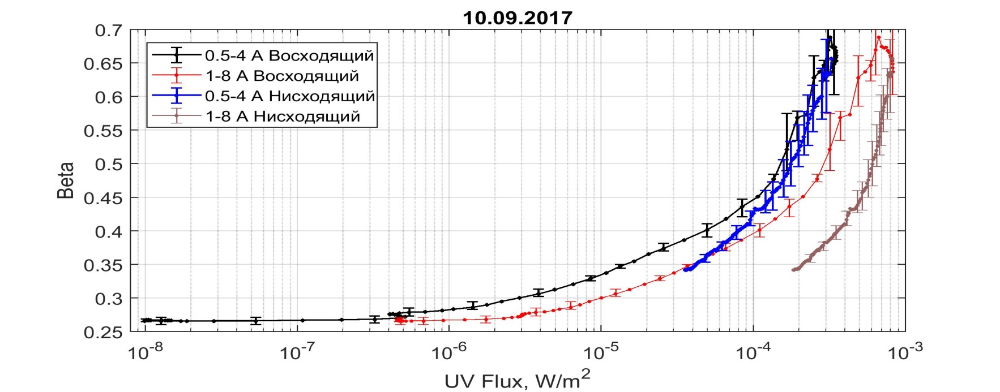 10.09.2017
0.7
0.65
0.6
0.55
0.5
0.45
0.4
0.35
0.3
0.25
Beta
0.5-4 A Восходящий
1-8 A Восходящий
0.5-4 A Нисходящий
1-8 A Нисходящий
10⁻⁸ 10⁻⁷ 10⁻⁶ 10⁻⁵ 10⁻⁴ 10⁻³
UV Flux, W/m²